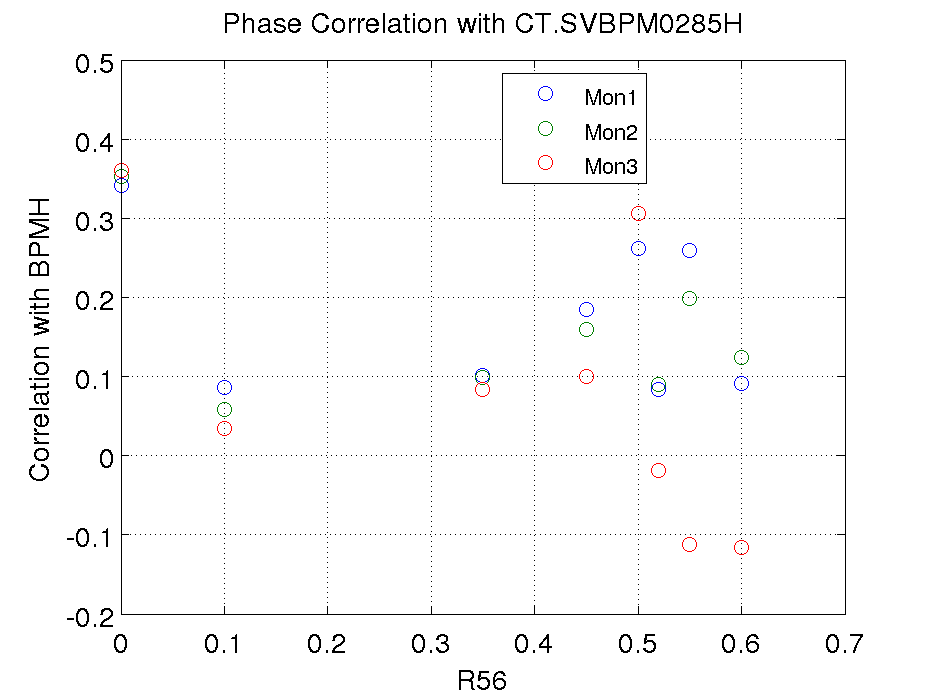 Phase Correlation with CT.SVBPM0285H
Mon1
Mon2
Mon3
Correlation with BPMH
0.5
0.4
0.3
0.2
0.1
0
-0.1
-0.2
0 0.1 0.2 0.3 0.4 0.5 0.6 0.7
R56